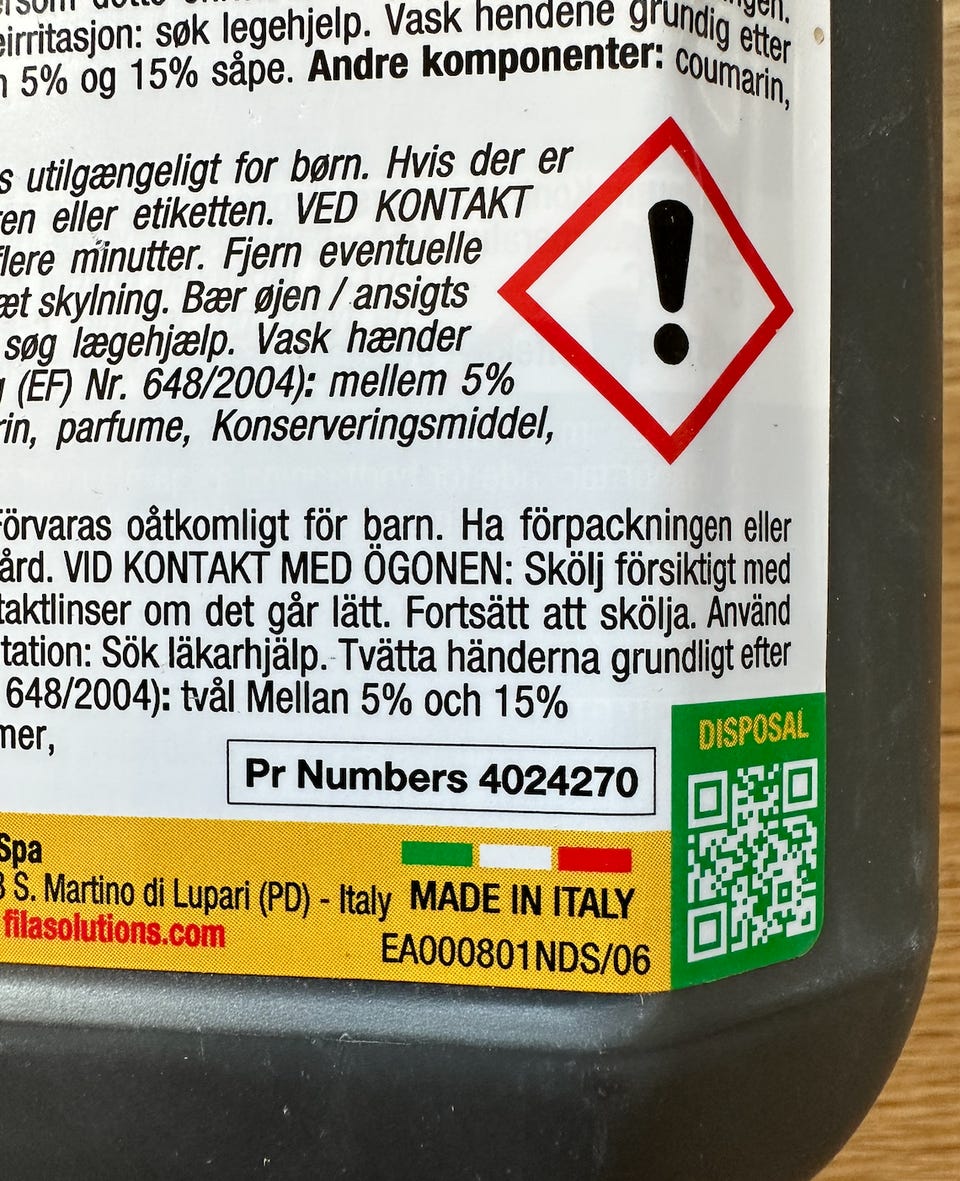 irritasjon: søk legehjelp. Vask hendene grundig etter
5% og 15% såpe. Andre komponenter: coumarin,
utilgængeligt for børn. Hvis der er
eller etiketten. VED KONTAKT
flere minutter. Fjern eventuelle
skylning. Bær øjen / ansigts
søg lægehjælp. Vask hænder
(EF) Nr. 648/2004): mellem 5%
parfume, Konserveringsmiddel,
Förvaras oåtkomligt för barn. Ha förpackningen eller
VID KONTAKT MED ÖGONEN: Skölj försiktigt med
taktlinser om det går lätt. Fortsätt att skölja. Använd
tation: Sök läkarhjälp. Tvätta händerna grundligt efter
648/2004): tvål Mellan 5% och 15%
mer,
Pr Numbers 4024270
DISPOSAL
Spa
S. Martino di Lupari (PD) - Italy MADE IN ITALY
filasolutions.com
EA000801NDS/06